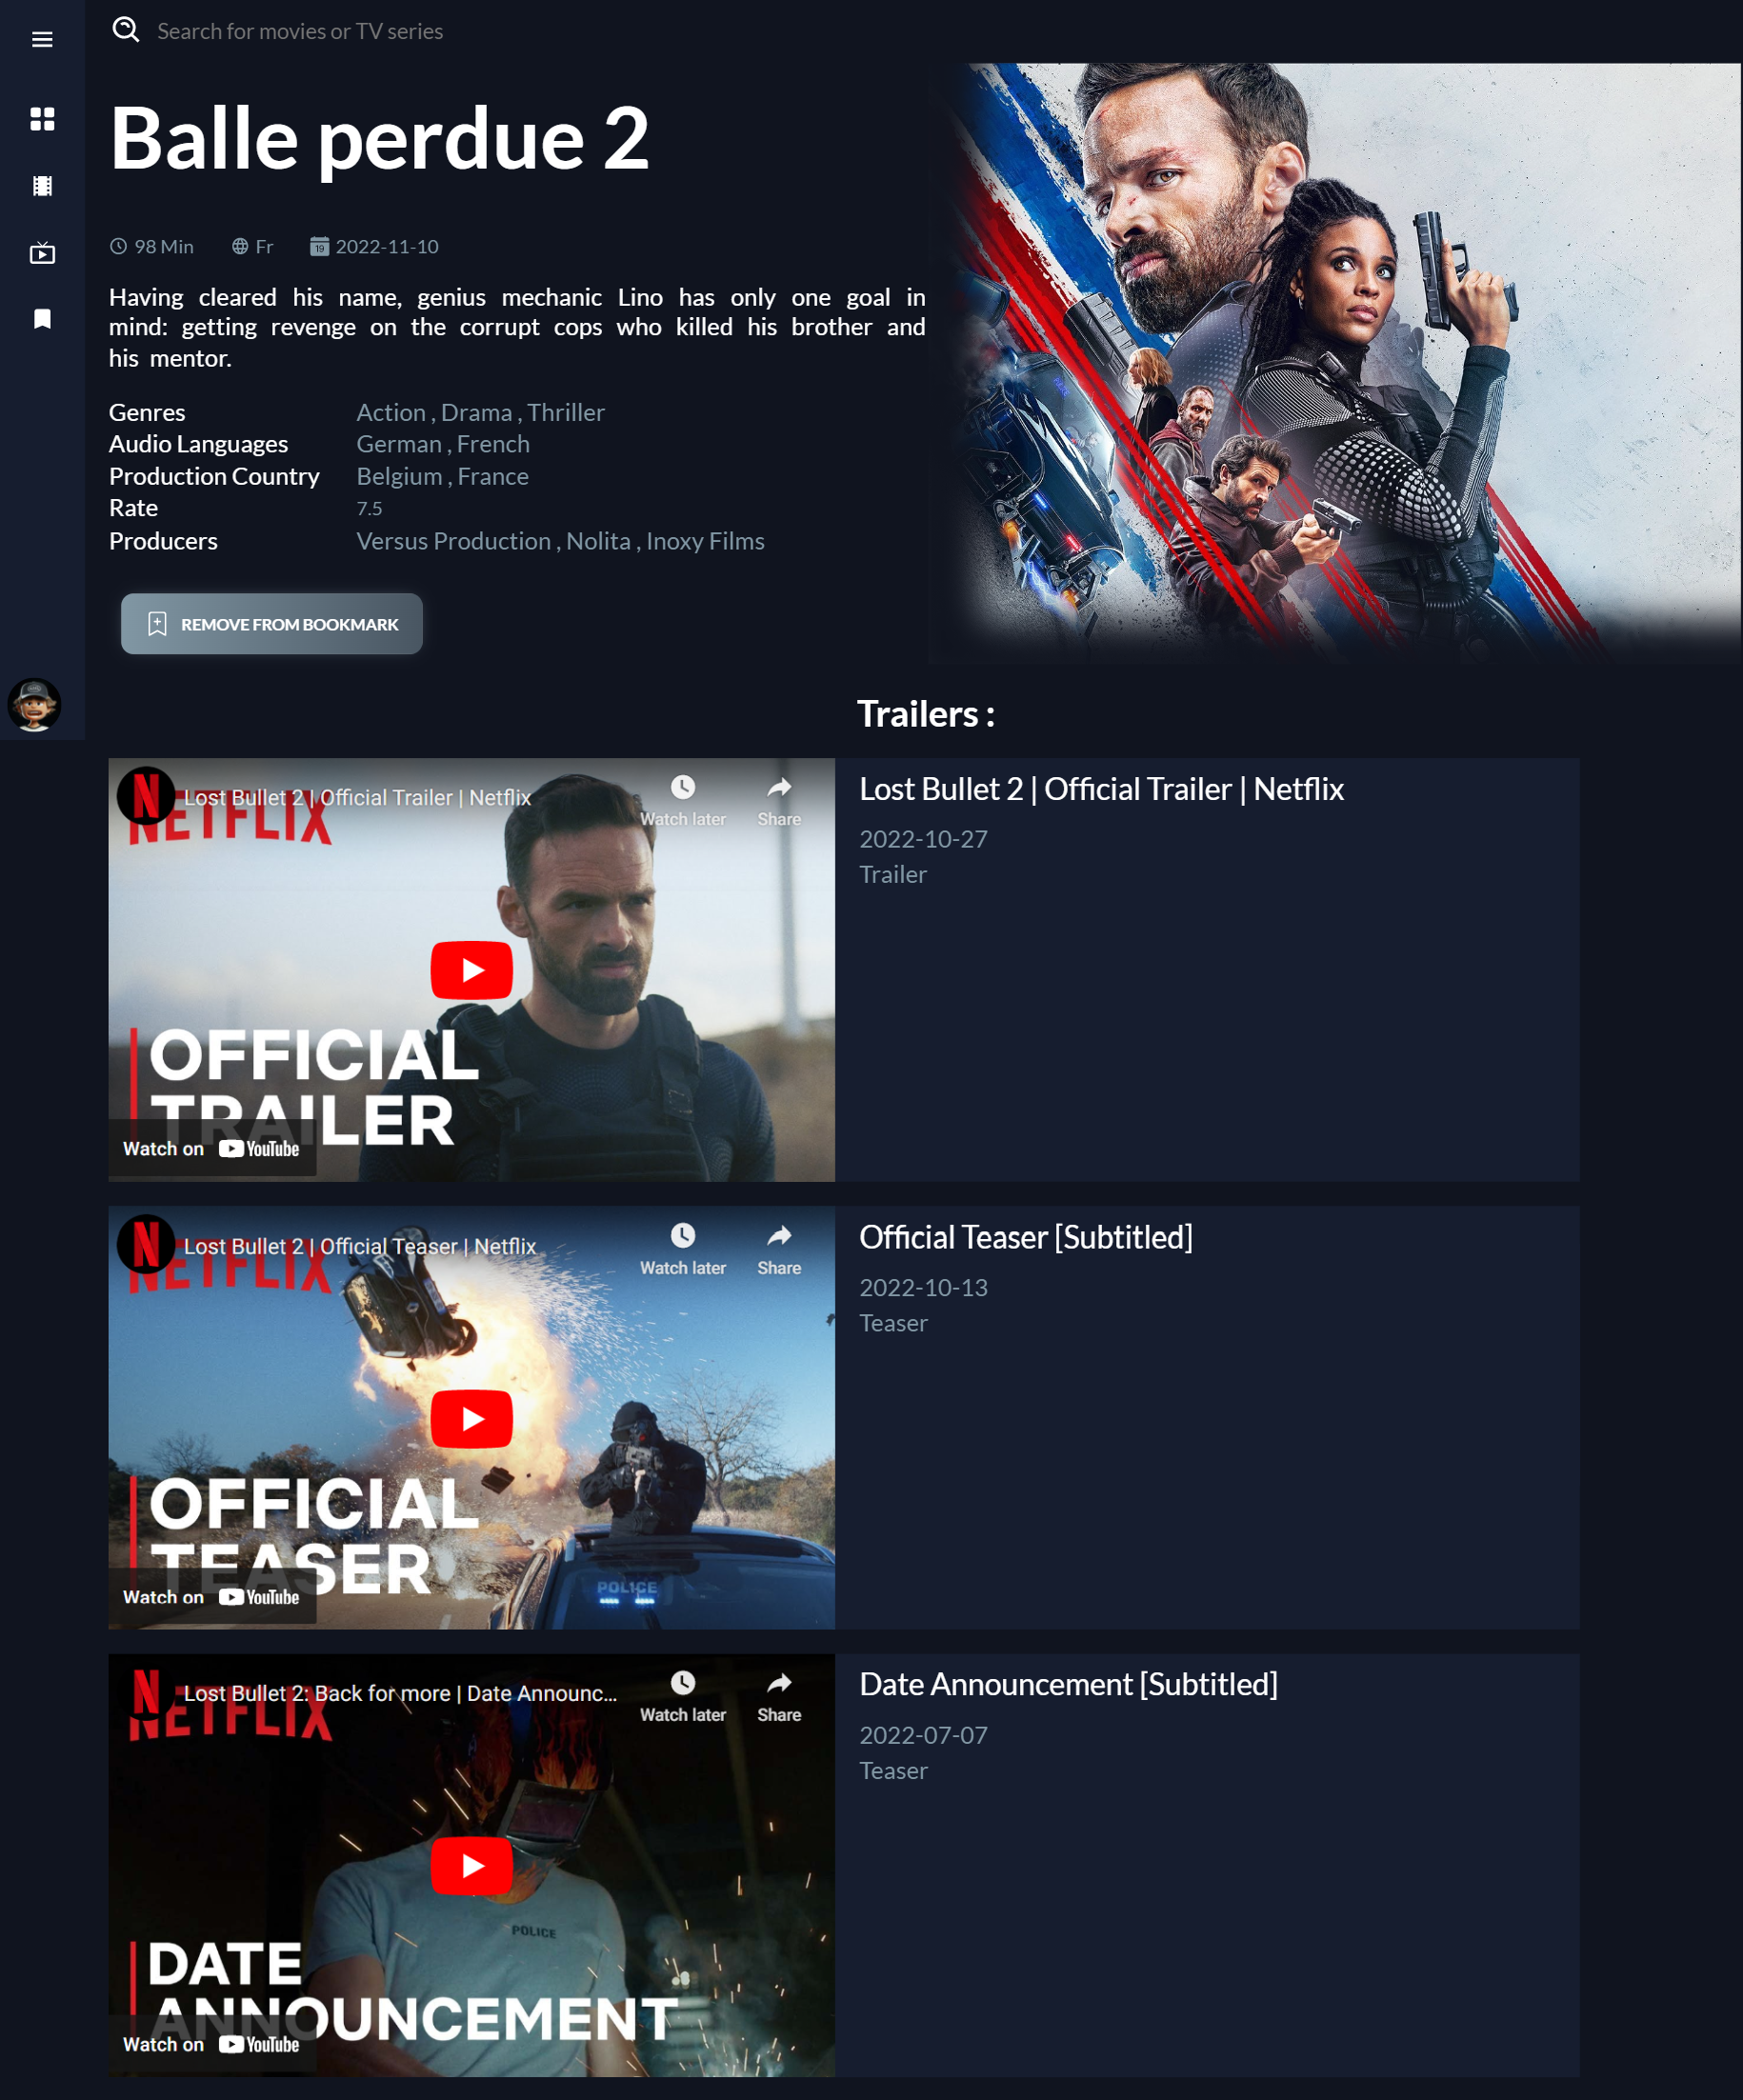 Search for movies or TV series
Balle perdue 2
98 Min Fr 19 2022-11-10
Having cleared his name, genius mechanic Lino has only one goal in
mind: getting revenge on the corrupt cops who killed his brother and
his mentor.
Genres Action , Drama , Thriller
Audio Languages German , French
Production Country Belgium , France
Rate 7.5
Producers Versus Production , Nolita , Inoxy Films
REMOVE FROM BOOKMARK
Trailers :
N
NETFLIX
Lost Bullet 2 | Official Trailer | Netflix
Watch later Share
OFFICIAL
TRAILER
Watch on YouTube
Lost Bullet 2 | Official Trailer | Netflix
2022-10-27
Trailer
N
NETFLIX
Lost Bullet 2 | Official Teaser | Netflix
Watch later Share
OFFICIAL
TEASER
POLICE
Watch on YouTube
Official Teaser [Subtitled]
2022-10-13
Teaser
N
NETFLIX
Lost Bullet 2: Back for more | Date Announc...
Watch later Share
POLICE
DATE
ANNOUNCEMENT
Watch on YouTube
Date Announcement [Subtitled]
2022-07-07
Teaser